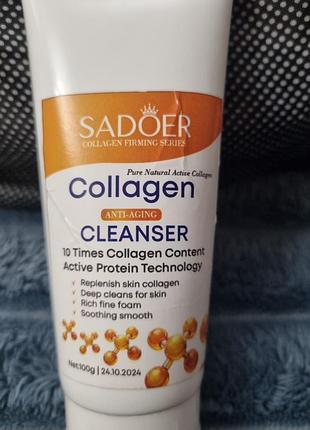 SADOER
COLLAGEN FIRMING SERIES
Pure Natural Active Collagen
Collagen
ANTI-AGING
CLEANSER
10 Times Collagen Content
Active Protein Technology
✓ Replenish skin collagen
✓ Deep cleans for skin
✓ Rich fine foam
✓ Soothing smooth
Net:100g | 24.10.2024